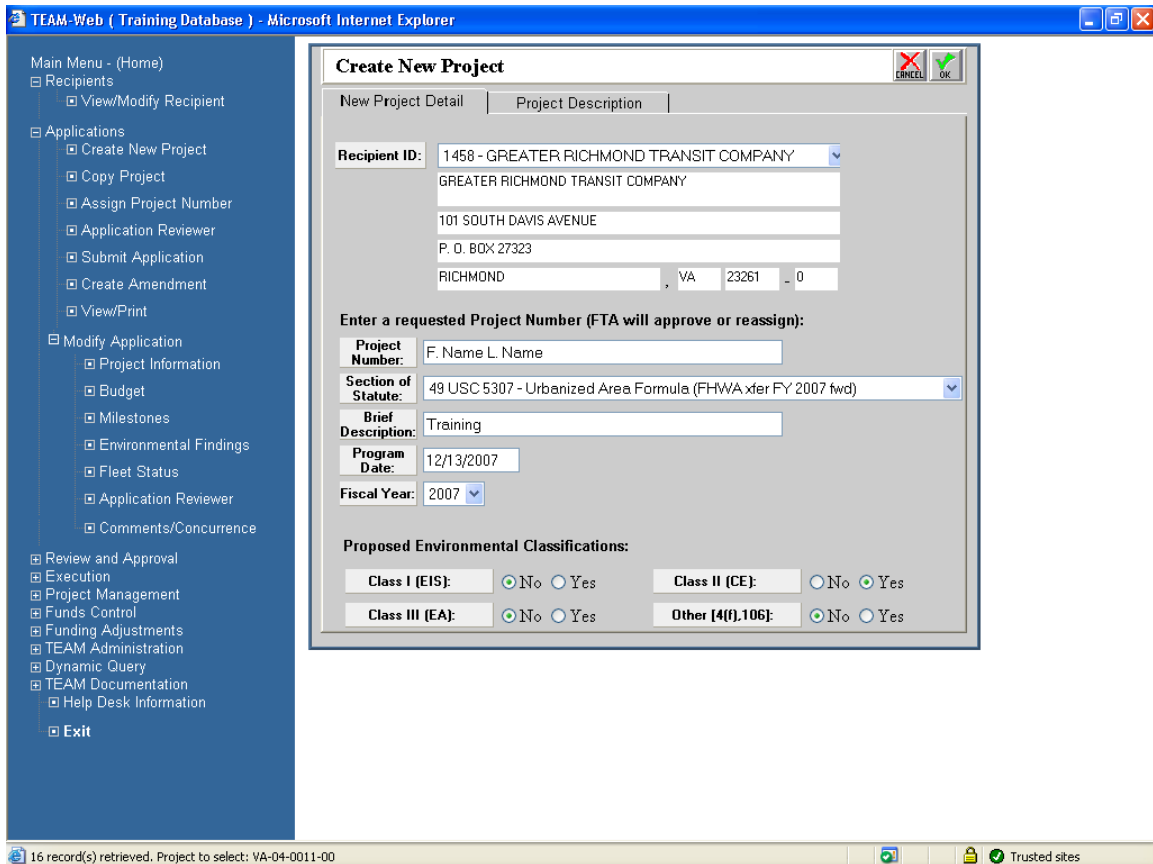 TEAM-Web ( Training Database ) - Microsoft Internet Explorer
Main Menu - (Home)
Recipients
View/Modify Recipient
Applications
Create New Project
Copy Project
Assign Project Number
Application Reviewer
Submit Application
Create Amendment
View/Print
Modify Application
Project Information
Budget
Milestones
Environmental Findings
Fleet Status
Application Reviewer
Comments/Concurrence
Review and Approval
Execution
Project Management
Funds Control
Funding Adjustments
TEAM Administration
Dynamic Query
TEAM Documentation
Help Desk Information
Exit
Create New Project
CANCEL OK
New Project Detail Project Description
Recipient ID: 1458 - GREATER RICHMOND TRANSIT COMPANY
GREATER RICHMOND TRANSIT COMPANY
101 SOUTH DAVIS AVENUE
P. O. BOX 27323
RICHMOND , VA 23261 - 0
Enter a requested Project Number (FTA will approve or reassign):
Project Number: F. Name L. Name
Section of Statute: 49 USC 5307 - Urbanized Area Formula (FHWA xfer FY 2007 fwd)
Brief Description: Training
Program Date: 12/13/2007
Fiscal Year: 2007
Proposed Environmental Classifications:
Class I (EIS): No Yes Class II (CE): No Yes
Class III (EA): No Yes Other [4(f),106]: No Yes
16 record(s) retrieved. Project to select: VA-04-0011-00 Trusted sites